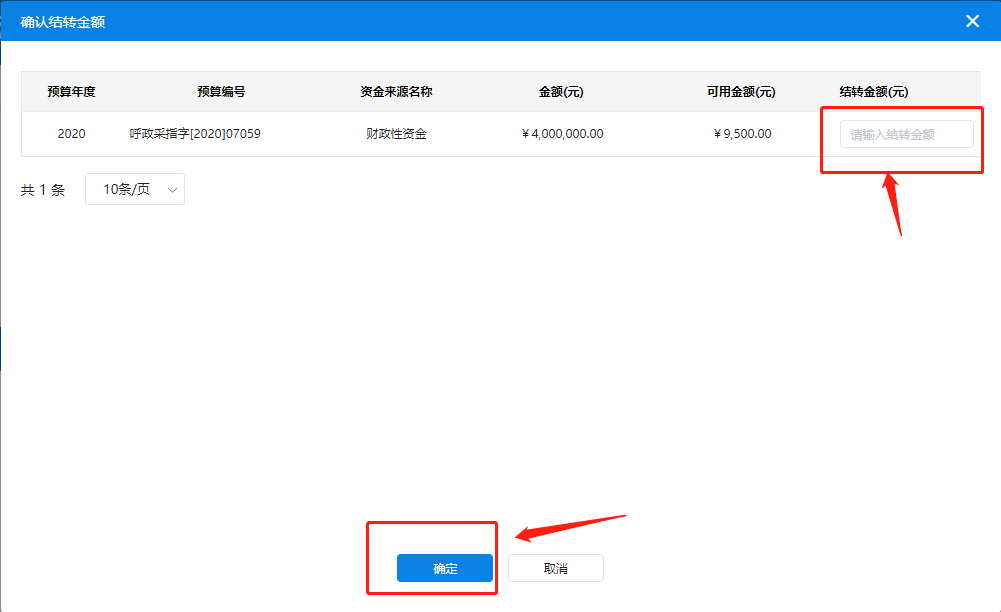 确认结转金额
预算年度 预算编号 资金来源名称 金额(元) 可用金额(元) 结转金额(元)
2020 呼政采指字[2020]07059 财政性资金 ￥4,000,000.00 ￥9,500.00 请输入结转金额
共 1 条 10条/页
确定 取消